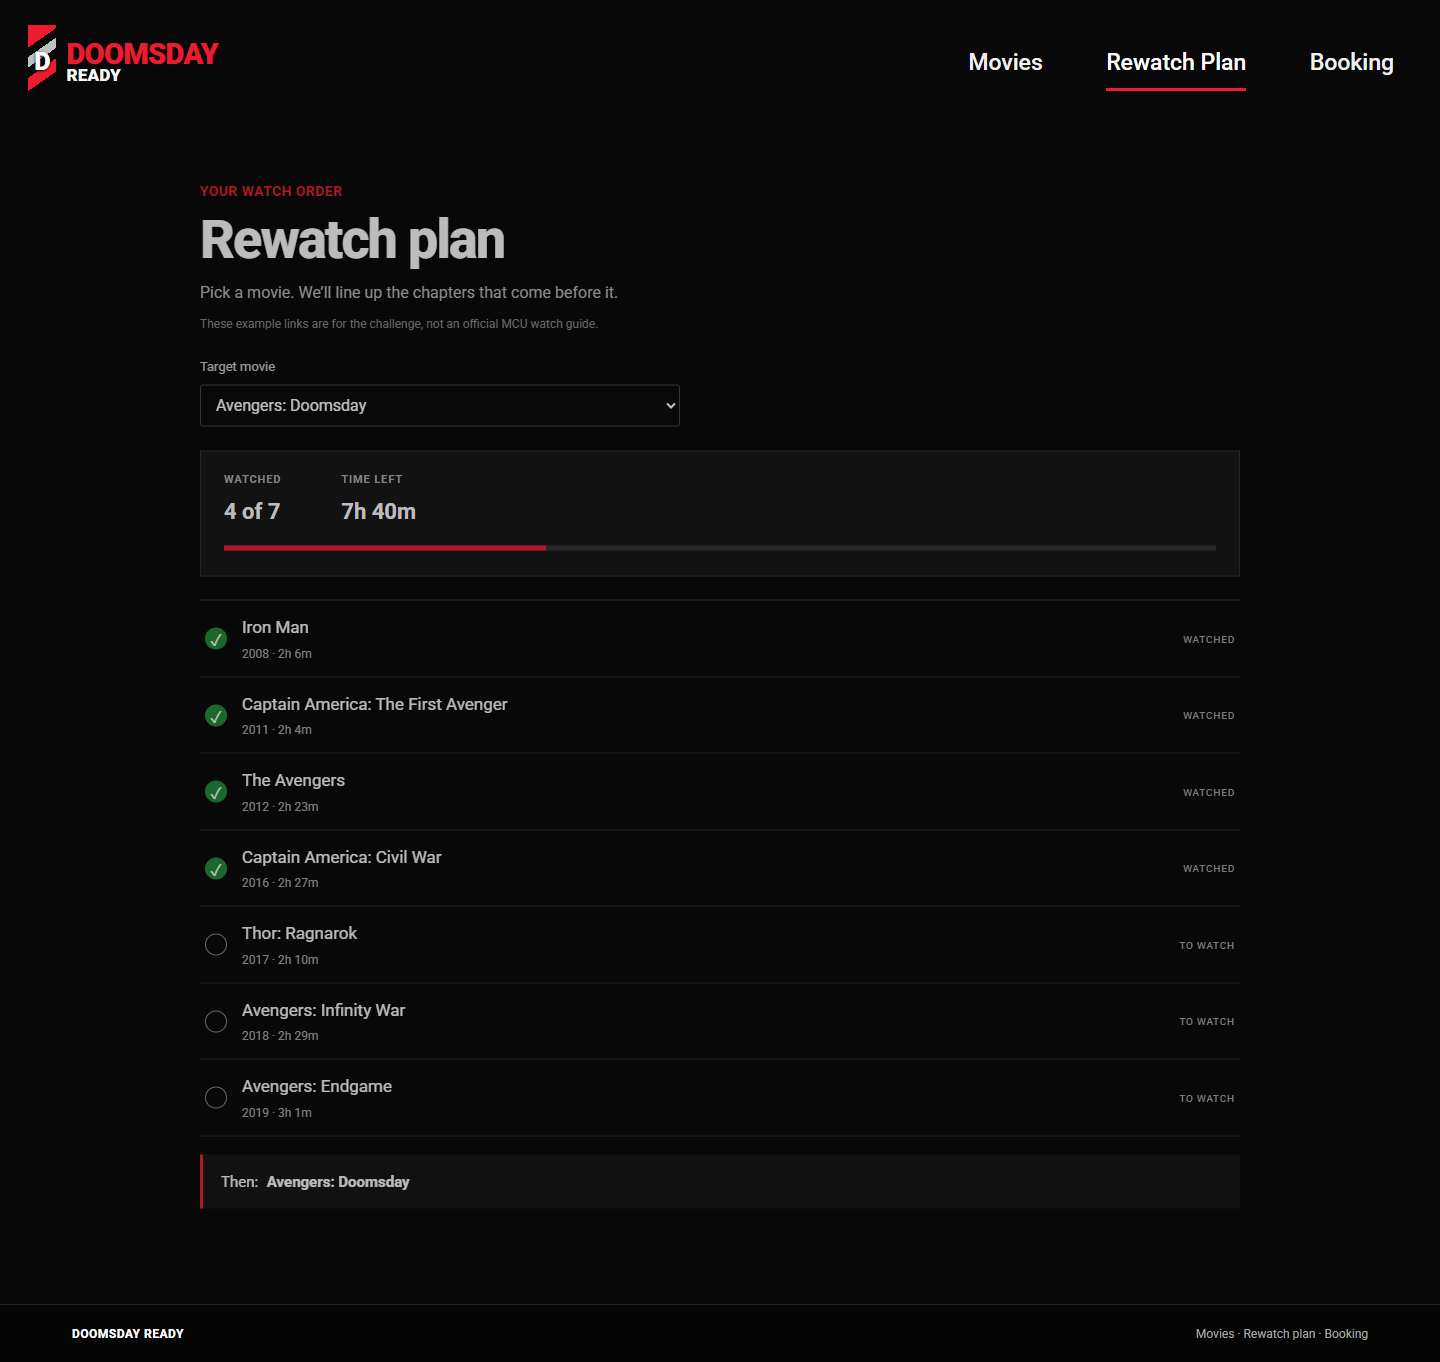 D DOOMSDAY
READY
Movies Rewatch Plan Booking
YOUR WATCH ORDER
Rewatch plan
Pick a movie. We’ll line up the chapters that come before it.
These example links are for the challenge, not an official MCU watch guide.
Target movie
Avengers: Doomsday
WATCHED TIME LEFT
4 of 7 7h 40m
Iron Man
2008 · 2h 6m
WATCHED
Captain America: The First Avenger
2011 · 2h 4m
WATCHED
The Avengers
2012 · 2h 23m
WATCHED
Captain America: Civil War
2016 · 2h 27m
WATCHED
Thor: Ragnarok
2017 · 2h 10m
TO WATCH
Avengers: Infinity War
2018 · 2h 29m
TO WATCH
Avengers: Endgame
2019 · 3h 1m
TO WATCH
Then: Avengers: Doomsday
DOOMSDAY READY
Movies · Rewatch plan · Booking